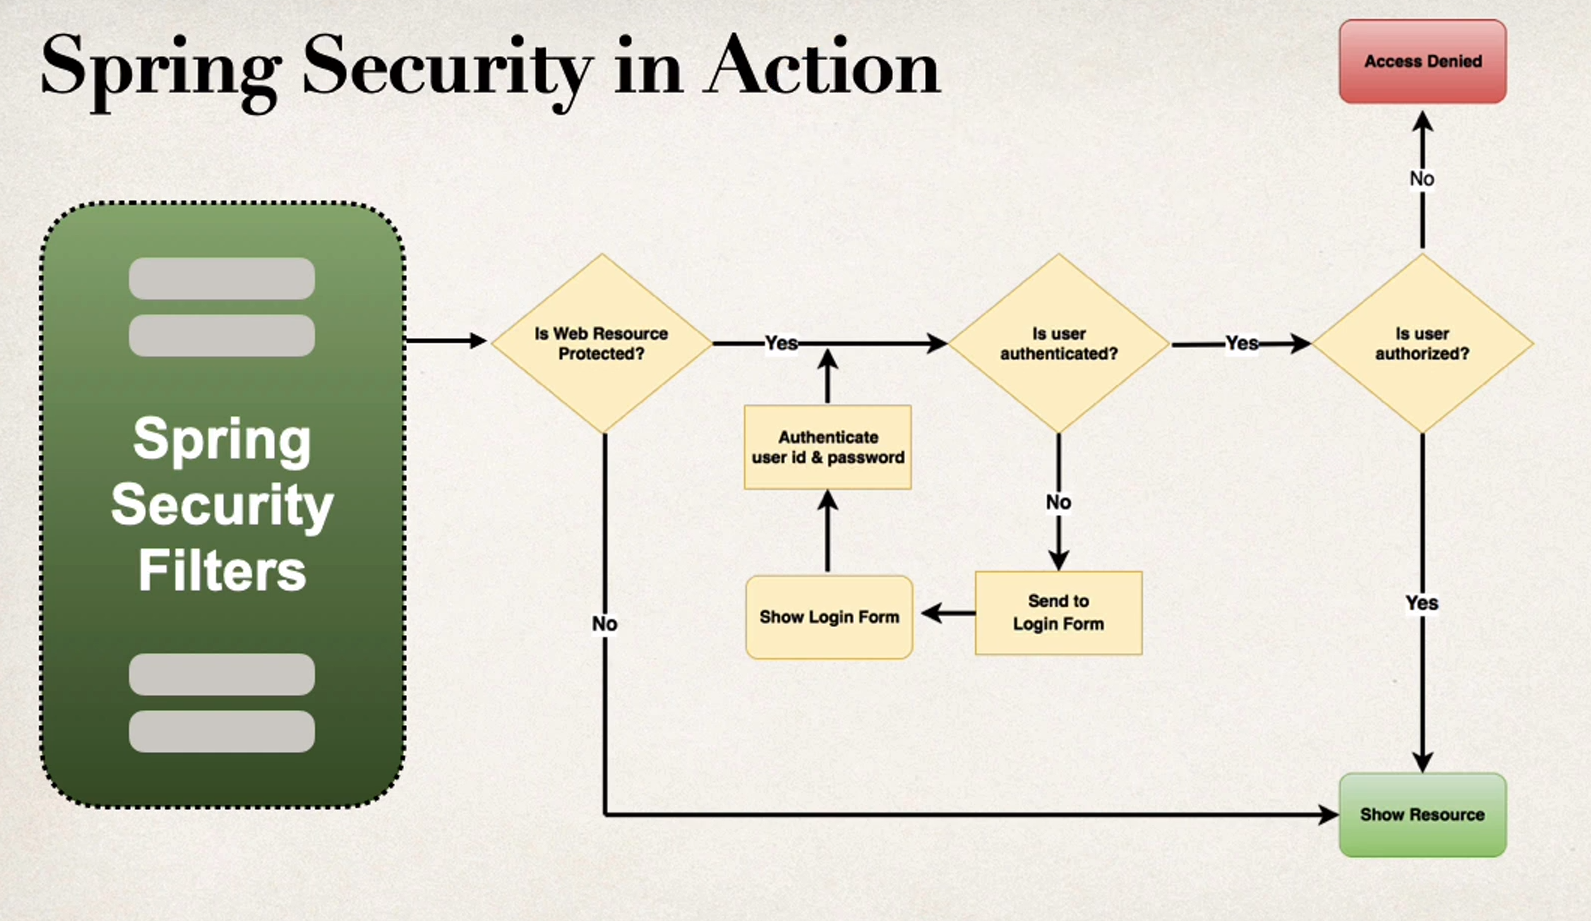 Spring Security in Action
Access Denied
No
Spring
Security
Filters
Is Web Resource
Protected?
Yes
Is user
authenticated?
Yes
Is user
authorized?
Authenticate
user id & password
No
Show Login Form
Send to
Login Form
No
Yes
Show Resource